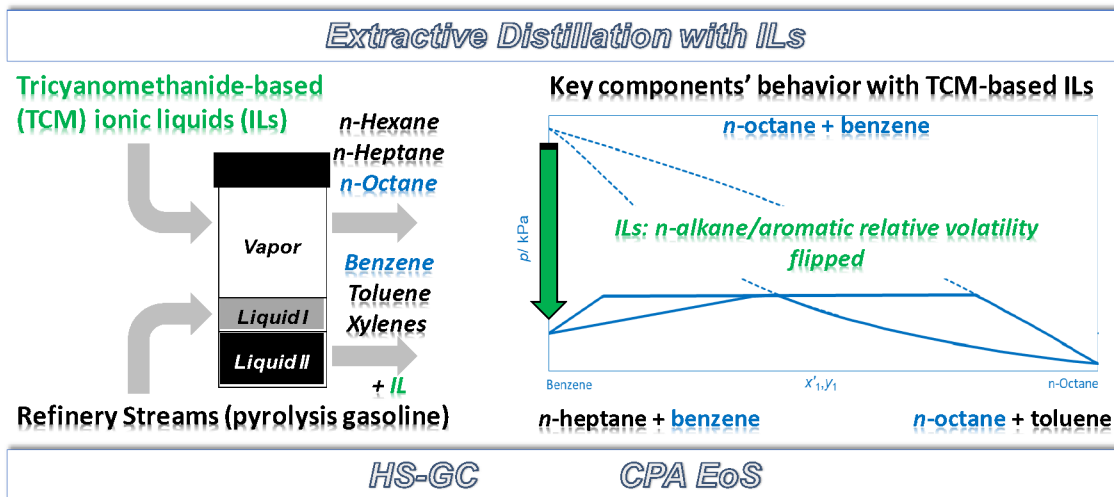 Extractive Distillation with ILs
Tricyanomethanide-based
(TCM) ionic liquids (ILs)
n-Hexane
n-Heptane
n-Octane
Vapor
Benzene
Toluene
Xylenes
Liquid I
Liquid II
+ IL
Refinery Streams (pyrolysis gasoline)
Key components' behavior with TCM-based ILs
n-octane + benzene
p/ kPa
ILs: n-alkane/aromatic relative volatility
flipped
Benzene
x'₁,y₁
n-Octane
n-heptane + benzene
n-octane + toluene
HS-GC
CPA EoS